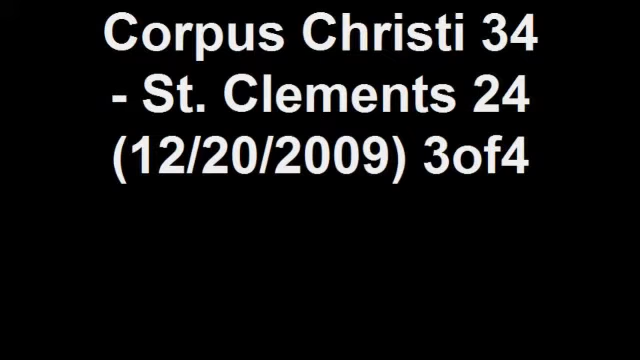 Corpus Christi 34
- St. Clements 24
(12/20/2009) 3of4